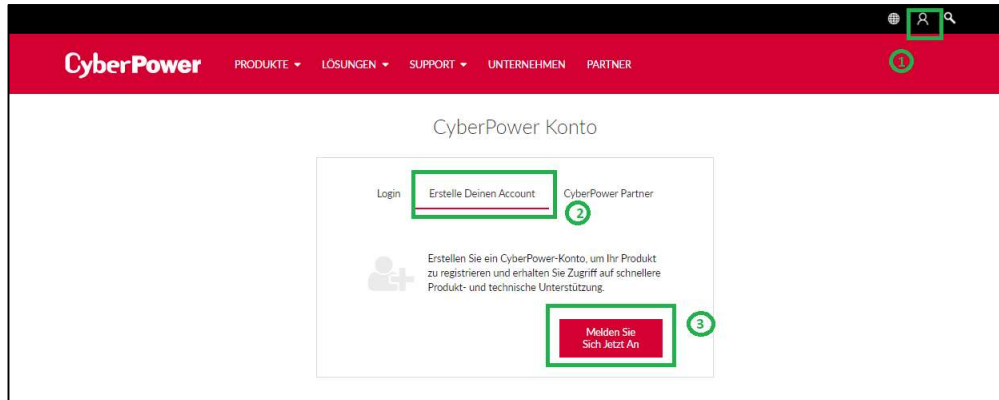 1
CyberPower PRODUKTE LÖSUNGEN SUPPORT UNTERNEHMEN PARTNER
CyberPower Konto
Login Erstelle Deinen Account CyberPower Partner
2
Erstellen Sie ein CyberPower-Konto, um Ihr Produkt
zu registrieren und erhalten Sie Zugriff auf schnellere
Produkt- und technische Unterstützung.
Melden Sie
Sich Jetzt An
3